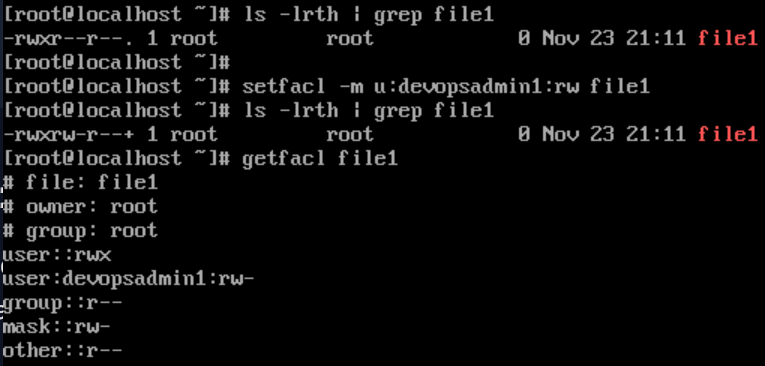 [root@localhost ~]# ls -lrth | grep file1
-rwxr--r--. 1 root          root               0 Nov 23 21:11 file1
[root@localhost ~]#
[root@localhost ~]# setfacl -m u:devopsadmin1:rw file1
[root@localhost ~]# ls -lrth | grep file1
-rwxrw-r--+ 1 root          root               0 Nov 23 21:11 file1
[root@localhost ~]# getfacl file1
# file: file1
# owner: root
# group: root
user::rwx
user:devopsadmin1:rw-
group::r--
mask::rw-
other::r--